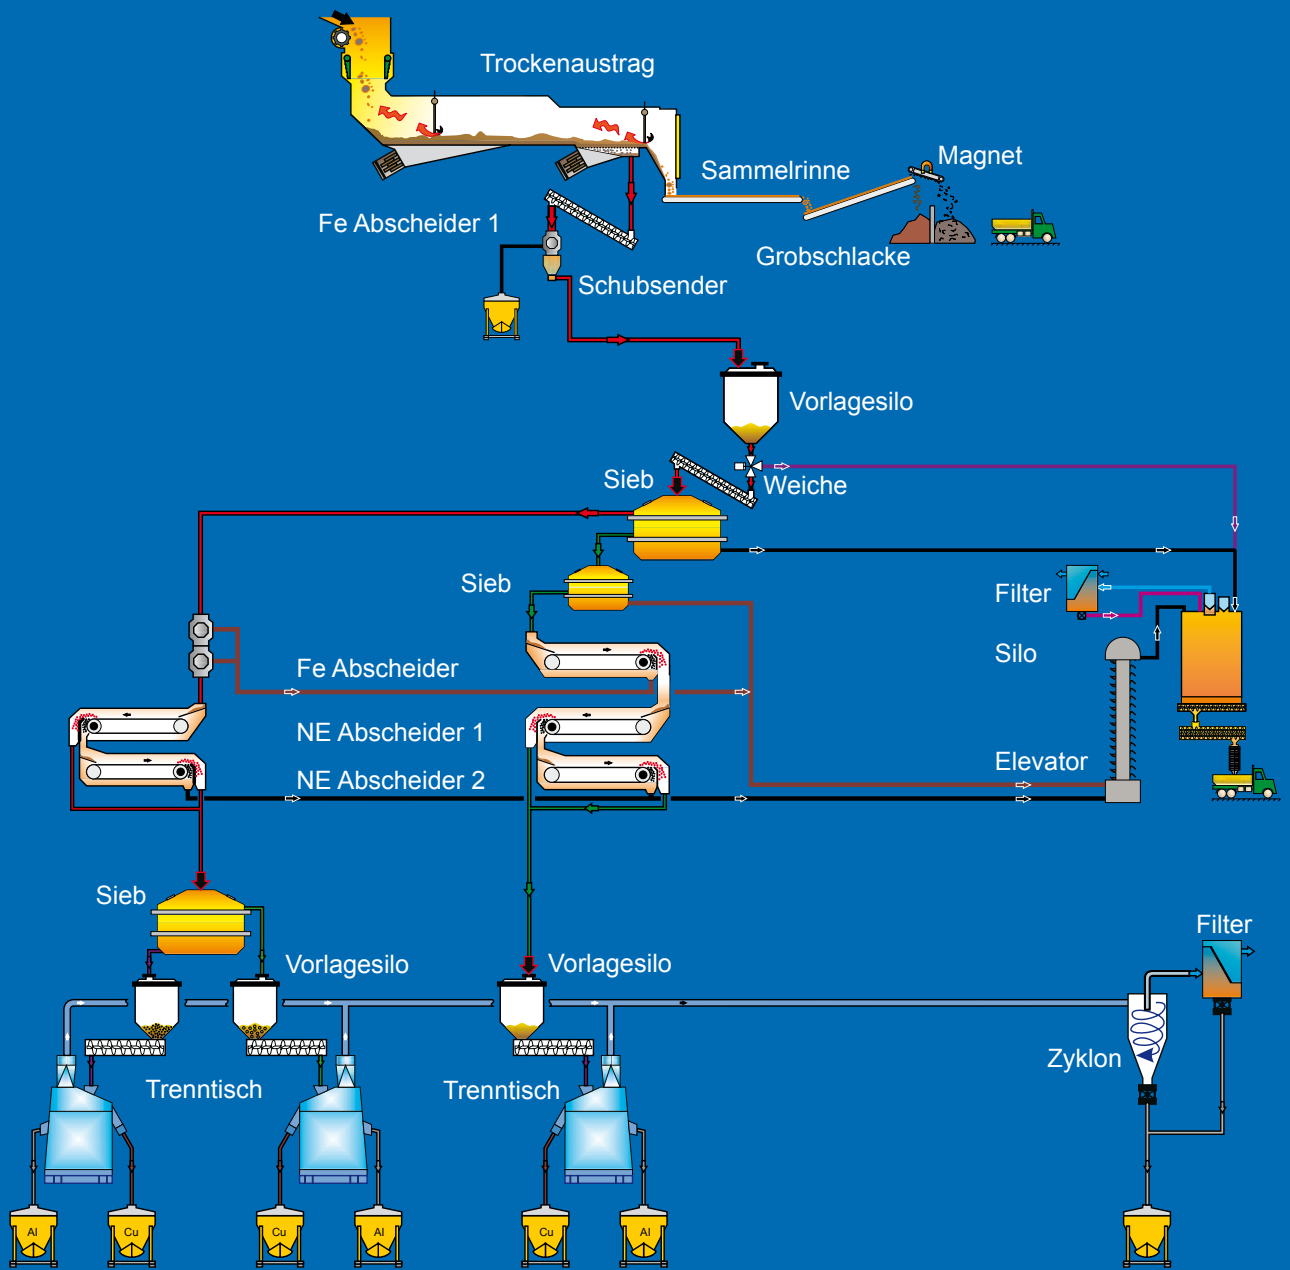 Trockenaustrag
Sammelrinne
Magnet
Fe Abscheider 1
Grobschlacke
Schubsender
Vorlagesilo
Sieb
Weiche
Sieb
Filter
Silo
Fe Abscheider
NE Abscheider 1
NE Abscheider 2
Elevator
Sieb
Vorlagesilo
Vorlagesilo
Filter
Zyklon
Trenntisch
Trenntisch
Al
Cu
Cu
Al
Cu
Al